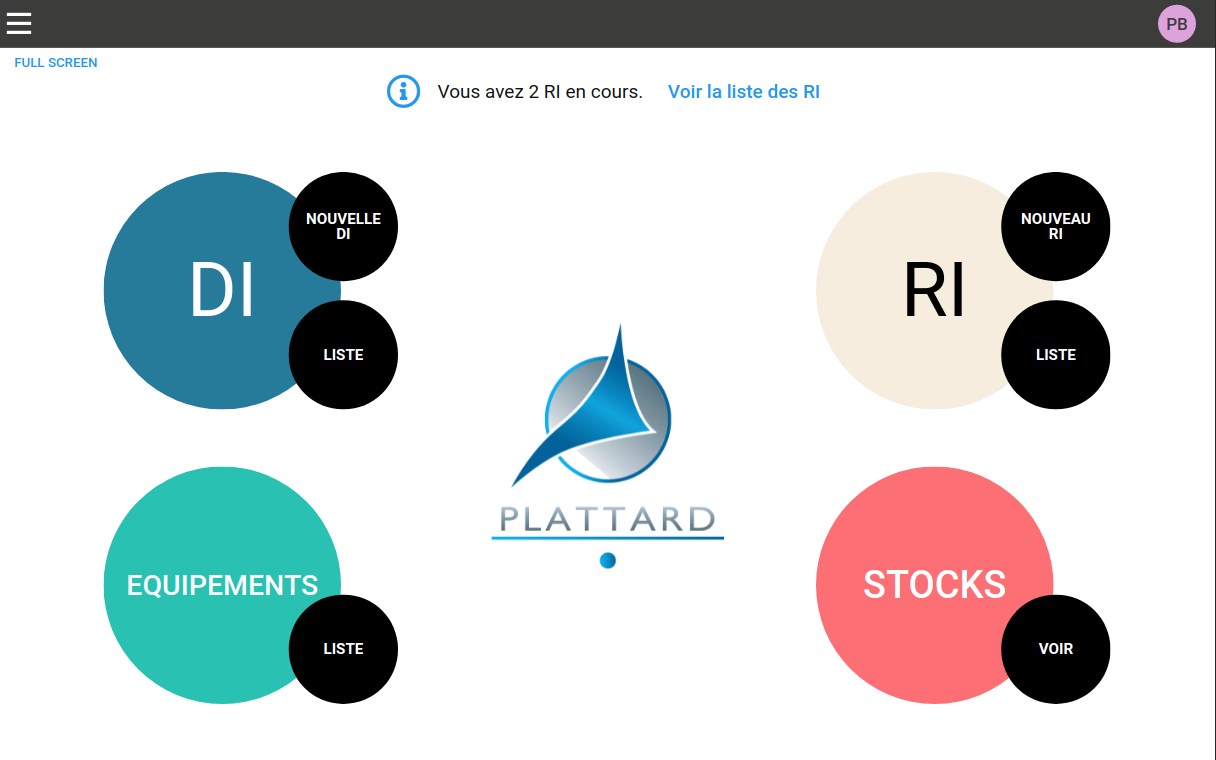 PB
FULL SCREEN
Vous avez 2 RI en cours. Voir la liste des RI
DI
NOUVELLE
DI
LISTE
RI
NOUVEAU
RI
LISTE
PLATTARD
EQUIPEMENTS
LISTE
STOCKS
VOIR